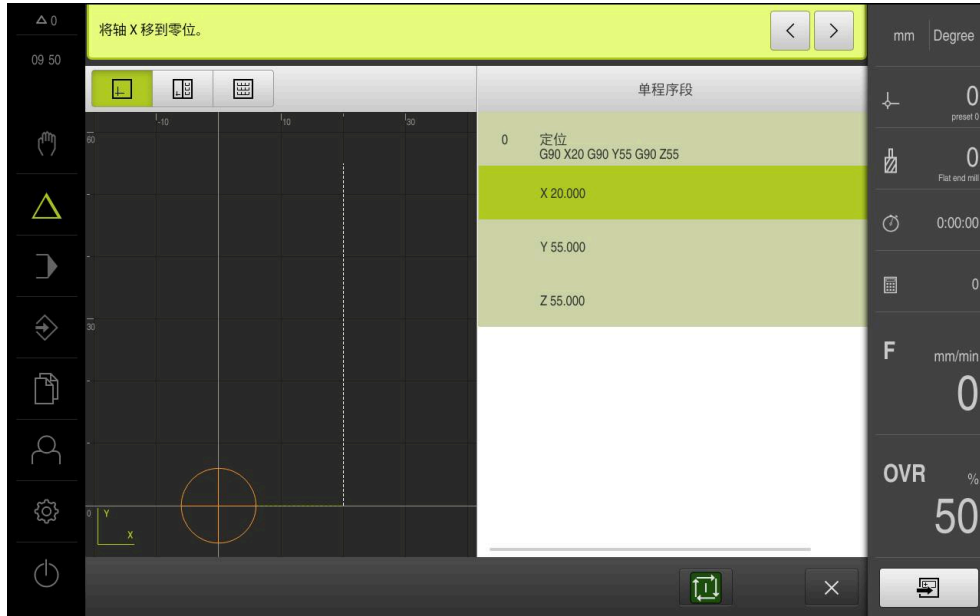 0
09 50
将轴 X 移到零位。
mm Degree
单程序段
0
preset 0
0
Flat end mill
0:00:00
0
F mm/min
0
OVR %
50
-10 10 30
60
30
0
Y
X
0 定位
G90 X20 G90 Y55 G90 Z55
X 20.000
Y 55.000
Z 55.000